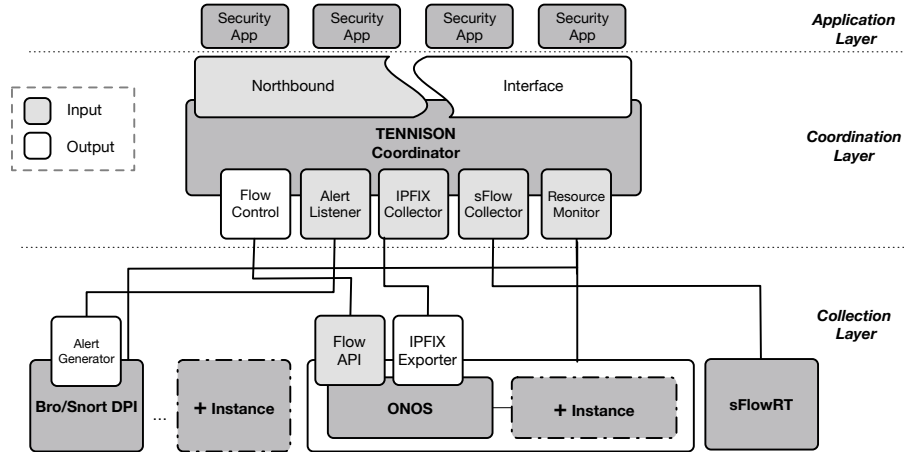 Security
App
Security
App
Security
App
Security
App
Application
Layer
Northbound
Interface
Input
Output
TENNISON
Coordinator
Coordination
Layer
Flow
Control
Alert
Listener
IPFIX
Collector
sFlow
Collector
Resource
Monitor
Collection
Layer
Alert
Generator
Flow
API
IPFIX
Exporter
Bro/Snort DPI
...
+ Instance
ONOS
+ Instance
sFlowRT